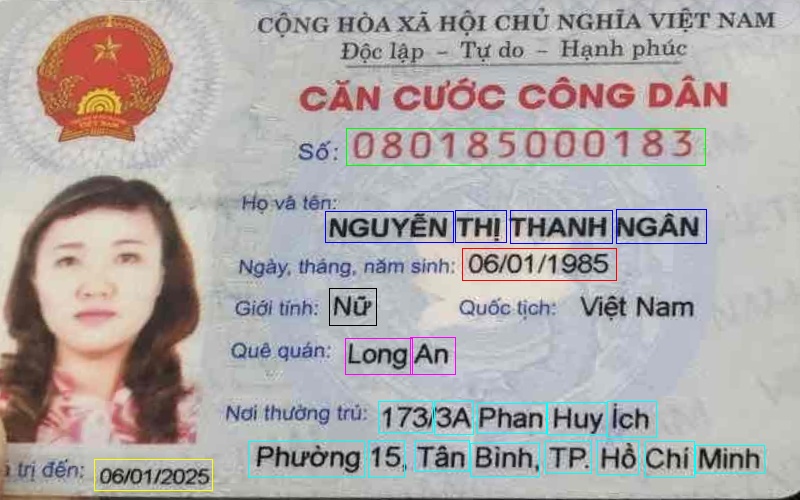 CỘNG HÒA XÃ HỘI CHỦ NGHĨA VIỆT NAM
Độc lập - Tự do - Hạnh phúc
CĂN CƯỚC CÔNG DÂN
Số: 080185000183
Họ và tên:
NGUYỄN THỊ THANH NGÂN
Ngày, tháng, năm sinh: 06/01/1985
Giới tính: Nữ Quốc tịch: Việt Nam
Quê quán: Long An
Nơi thường trú: 173/3A Phan Huy Ích
Phường 15, Tân Bình, TP. Hồ Chí Minh
trị đến: 06/01/2025